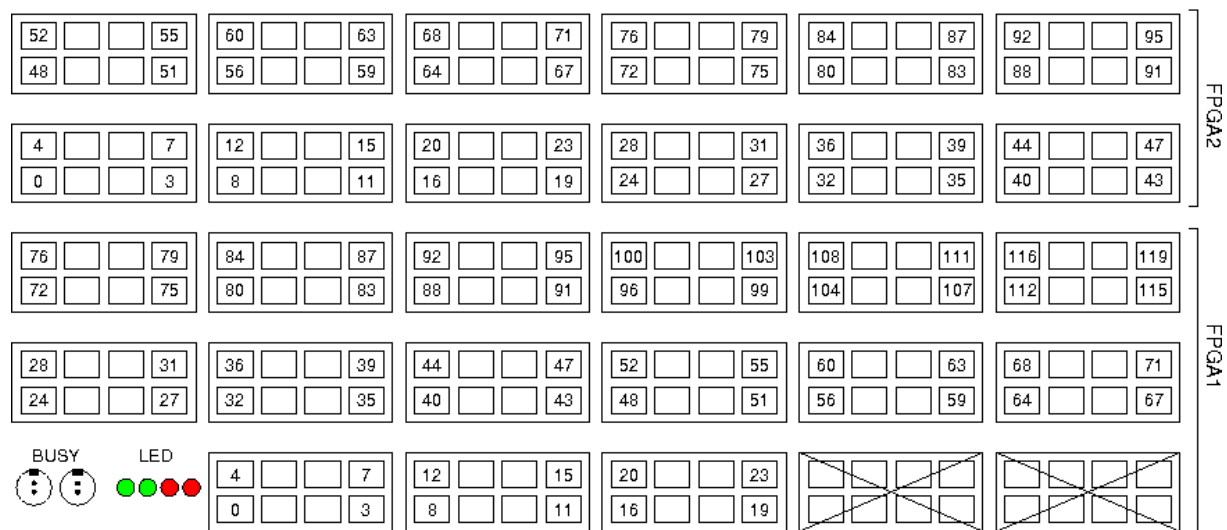 52 55 60 63 68 71 76 79 84 87 92 95
48 51 56 59 64 67 72 75 80 83 88 91
FPGA2
4 7 12 15 20 23 28 31 36 39 44 47
0 3 8 11 16 19 24 27 32 35 40 43
76 79 84 87 92 95 100 103 108 111 116 119
72 75 80 83 88 91 96 99 104 107 112 115
FPGA1
28 31 36 39 44 47 52 55 60 63 68 71
24 27 32 35 40 43 48 51 56 59 64 67
BUSY LED
4 7 12 15 20 23
0 3 8 11 16 19